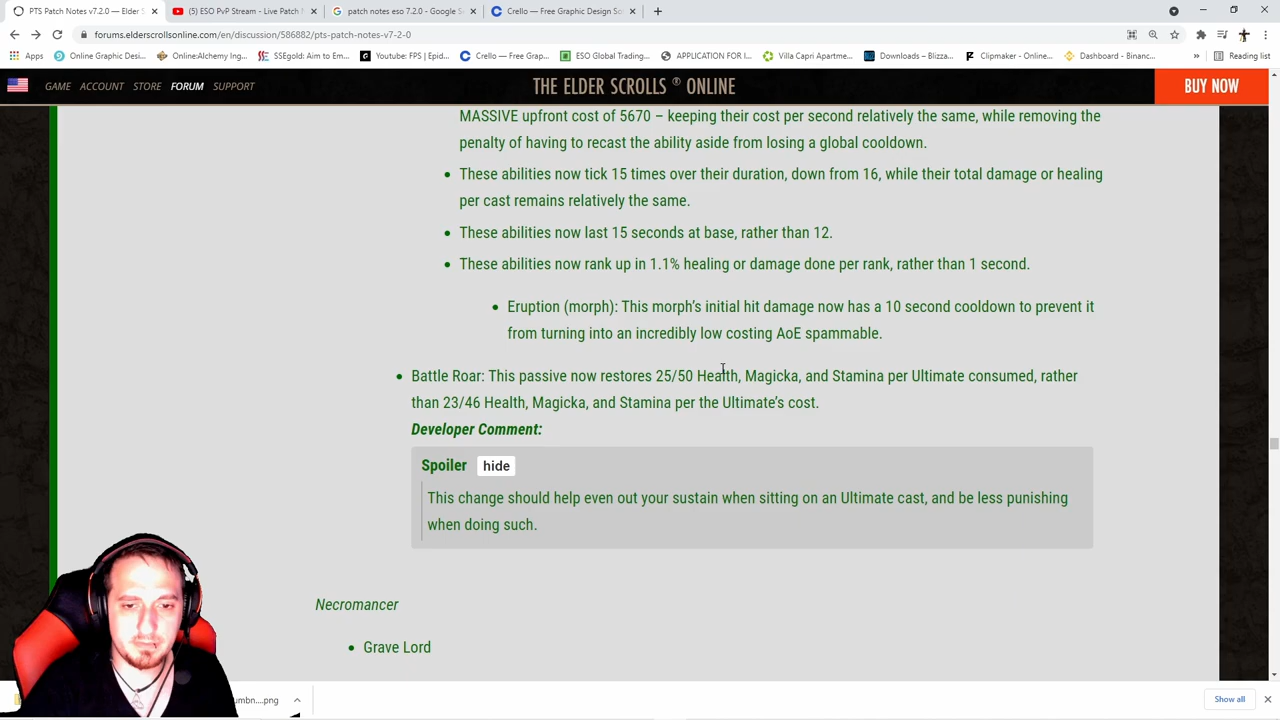 PTS Patch Notes v7.2.0 — Elder S
(5) ESO PvP Stream - Live Patch N
patch notes eso 7.2.0 - Google S
Crello — Free Graphic Design So
forums.elderscrollsonline.com/en/discussion/586882/pts-patch-notes-v7-2-0
Apps
Online Graphic Desi...
Online:Alchemy Ing...
SSEgold: Aim to Em...
Youtube: FPS | Epid...
Crello — Free Grap...
ESO Global Trading...
APPLICATION FOR I...
Villa Capri Apartme...
Downloads – Blizza...
Clipmaker - Online...
Dashboard - Binanc...
»
Reading list
GAME ACCOUNT STORE FORUM SUPPORT
THE ELDER SCROLLS ® ONLINE
BUY NOW
MASSIVE upfront cost of 5670 – keeping their cost per second relatively the same, while removing the
penalty of having to recast the ability aside from losing a global cooldown.
These abilities now tick 15 times over their duration, down from 16, while their total damage or healing
per cast remains relatively the same.
These abilities now last 15 seconds at base, rather than 12.
These abilities now rank up in 1.1% healing or damage done per rank, rather than 1 second.
Eruption (morph): This morph's initial hit damage now has a 10 second cooldown to prevent it
from turning into an incredibly low costing AoE spammable.
Battle Roar: This passive now restores 25/50 Health, Magicka, and Stamina per Ultimate consumed, rather
than 23/46 Health, Magicka, and Stamina per the Ultimate's cost.
Developer Comment:
Spoiler hide
This change should help even out your sustain when sitting on an Ultimate cast, and be less punishing
when doing such.
Necromancer
Grave Lord
umbn....png
Show all